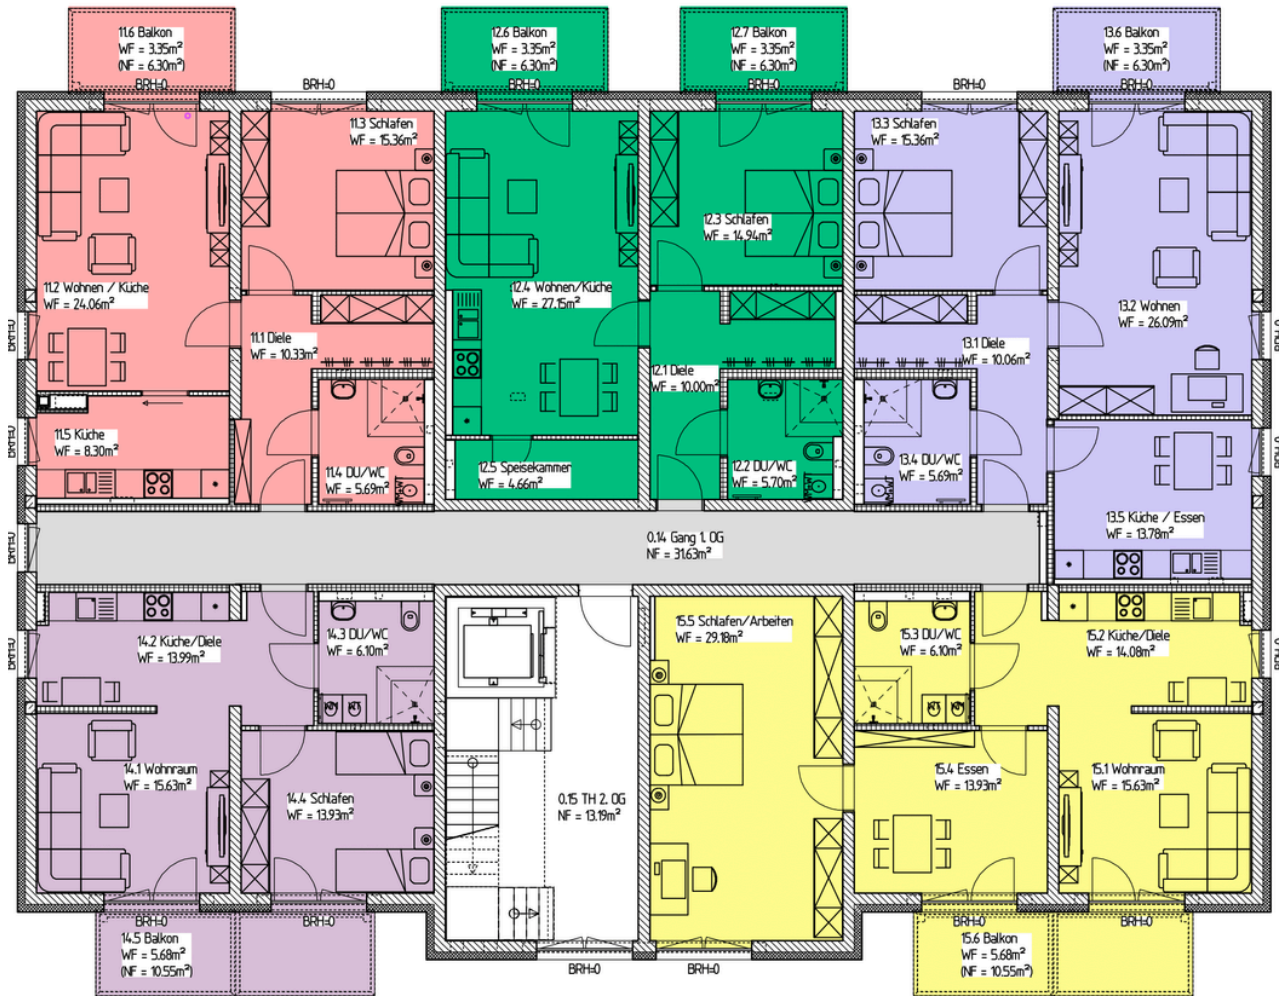 11.6 Balkon
WF = 3.35m²
(NF = 6.30m²)
BRH=0
BRH=0
12.6 Balkon
WF = 3.35m²
(NF = 6.30m²)
BRH=0
12.7 Balkon
WF = 3.35m²
(NF = 6.30m²)
BRH=0
BRH=0
13.6 Balkon
WF = 3.35m²
(NF = 6.30m²)
BRH=0
11.3 Schlafen
WF = 15.36m²
13.3 Schlafen
WF = 15.36m²
12.3 Schlafen
WF = 14.94m²
11.2 Wohnen / Küche
WF = 24.06m²
12.4 Wohnen/Küche
WF = 27.15m²
13.2 Wohnen
WF = 26.09m²
11.1 Diele
WF = 10.33m²
12.1 Diele
WF = 10.00m²
13.1 Diele
WF = 10.06m²
BRH=0
11.5 Küche
WF = 8.30m²
BRH=0
11.4 DU/WC
WF = 5.69m²
12.5 Speisekammer
WF = 4.66m²
12.2 DU/WC
WF = 5.70m²
13.4 DU/WC
WF = 5.69m²
13.5 Küche / Essen
WF = 13.78m²
0.14 Gang 1. OG
NF = 31.63m²
BRH=0
14.2 Küche/Diele
WF = 13.99m²
14.3 DU/WC
WF = 6.10m²
15.5 Schlafen/Arbeiten
WF = 29.18m²
15.3 DU/WC
WF = 6.10m²
15.2 Küche/Diele
WF = 14.08m²
BRH=0
WM
WT
WT
WM
14.1 Wohnraum
WF = 15.63m²
14.4 Schlafen
WF = 13.93m²
0.15 TH 2. OG
NF = 13.19m²
15.4 Essen
WF = 13.93m²
15.1 Wohnraum
WF = 15.63m²
BRH=0
BRH=0
BRH=0
BRH=0
14.5 Balkon
WF = 5.68m²
(NF = 10.55m²)
15.6 Balkon
WF = 5.68m²
(NF = 10.55m²)
BRH=0
BRH=0